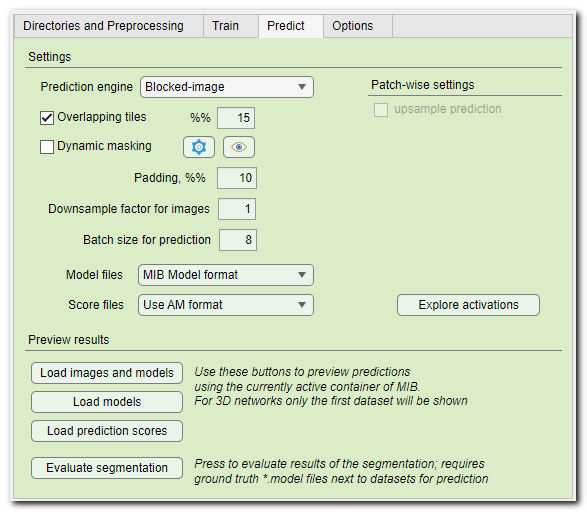 Directories and Preprocessing Train Predict Options
Settings
Prediction engine Blocked-image
Patch-wise settings
Overlapping tiles %% 15
upsample prediction
Dynamic masking
Padding, %% 10
Downsample factor for images 1
Batch size for prediction 8
Model files MIB Model format
Score files Use AM format Explore activations
Preview results
Load images and models Use these buttons to preview predictions
using the currently active container of MIB.
Load models For 3D networks only the first dataset will be shown
Load prediction scores
Evaluate segmentation Press to evaluate results of the segmentation; requires
ground truth *.model files next to datasets for prediction